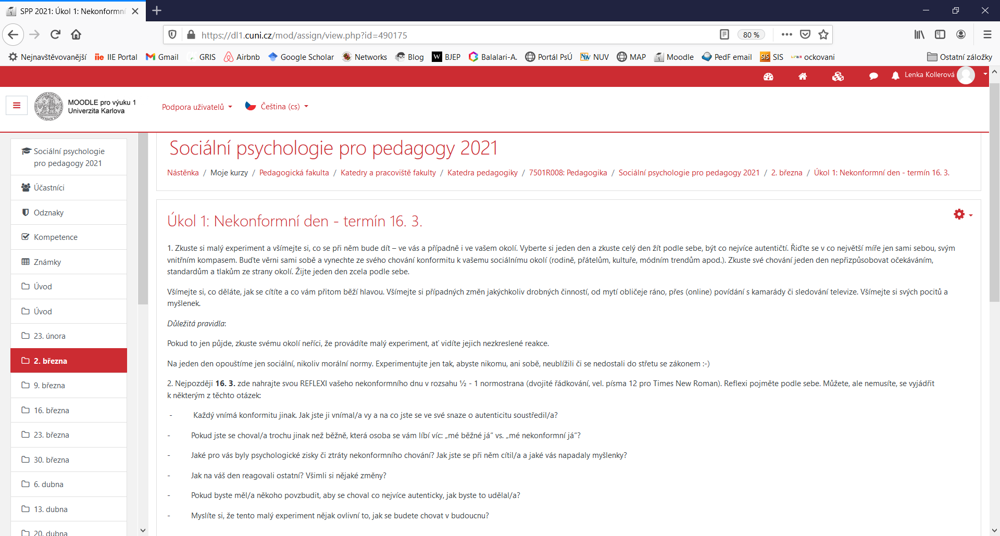 SPP 2021: Úkol 1: Nekonformní
https://dl1.cuni.cz/mod/assign/view.php?id=490175
80 %
Nejnavštěvovanější
IIE Portal
Gmail
GRIS
Airbnb
Google Scholar
Networks
Blog
BJEP
Balalari-A.
Portál PsÚ
NUV
MAP
Moodle
PedF email
SIS
ockovani
Ostatní záložky
Lenka Kollerová
MOODLE pro výuku 1
Univerzita Karlova
Podpora uživatelů
Čeština (cs)
Sociální psychologie
pro pedagogy 2021
Účastníci
Odznaky
Kompetence
Známky
Úvod
Úvod
23. února
2. března
9. března
16. března
23. března
30. března
6. dubna
13. dubna
20. dubna
Sociální psychologie pro pedagogy 2021
Nástěnka / Moje kurzy / Pedagogická fakulta / Katedry a pracoviště fakulty / Katedra pedagogiky / 7501R008: Pedagogika / Sociální psychologie pro pedagogy 2021 / 2. března / Úkol 1: Nekonformní den - termín 16. 3.
Úkol 1: Nekonformní den - termín 16. 3.
1. Zkuste si malý experiment a všímejte si, co se při něm bude dít – ve vás a případně i ve vašem okolí. Vyberte si jeden den a zkuste celý den žít podle sebe, být co nejvíce autentičtí. Řiďte se v co největší míře jen sami sebou, svým
vnitřním kompasem. Buďte věrni sami sobě a vynechte ze svého chování konformitu k vašemu sociálnímu okolí (rodině, přátelům, kultuře, módním trendům apod.). Zkuste své chování jeden den nepřizpůsobovat očekáváním,
standardům a tlakům ze strany okolí. Žijte jeden den zcela podle sebe.
Všímejte si, co děláte, jak se cítíte a co vám přitom běží hlavou. Všímejte si případných změn jakýchkoliv drobných činností, od mytí obličeje ráno, přes (online) povídání s kamarády či sledování televize. Všímejte si svých pocitů a
myšlenek.
Důležitá pravidla:
Pokud to jen půjde, zkuste svému okolí neříci, že provádíte malý experiment, ať vidíte jejich nezkreslené reakce.
Na jeden den opouštíme jen sociální, nikoliv morální normy. Experimentujte jen tak, abyste nikomu, ani sobě, neublížili či se nedostali do střetu se zákonem :-)
2. Nejpozději 16. 3. zde nahrajte svou REFLEXI vašeho nekonformního dnu v rozsahu ½ - 1 normostrana (dvojité řádkování, vel. písma 12 pro Times New Roman). Reflexi pojměte podle sebe. Můžete, ale nemusíte, se vyjádřit
k některým z těchto otázek:
- Každý vnímá konformitu jinak. Jak jste ji vnímal/a vy a na co jste se ve své snaze o autenticitu soustředil/a?
- Pokud jste se choval/a trochu jinak než běžně, která osoba se vám líbí víc: „mé běžné já“ vs. „mé nekonformní já“?
- Jaké pro vás byly psychologické zisky či ztráty nekonformního chování? Jak jste se při něm cítil/a a jaké vás napadaly myšlenky?
- Jak na váš den reagovali ostatní? Všimli si nějaké změny?
- Pokud byste měl/a někoho povzbudit, aby se choval co nejvíce autenticky, jak byste to udělal/a?
- Myslíte si, že tento malý experiment nějak ovlivní to, jak se budete chovat v budoucnu?